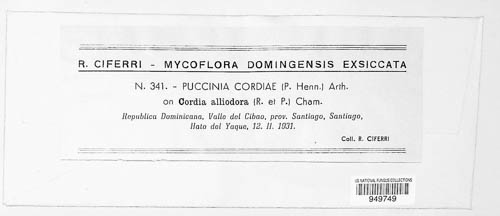 R. CIFERRI - MYCOFLORA DOMINGENSIS EXSICCATA
N. 341. - PUCCINIA CORDIAE (P. Henn.) Arth.
on Cordia alliodora (R. et P.) Cham.
Republica Dominicana, Valle del Cibao, prov. Santiago, Santiago,
Hato del Yaque, 12. II. 1931.
Coll. R. CIFERRI
US NATIONAL FUNGUS COLLECTIONS
949749